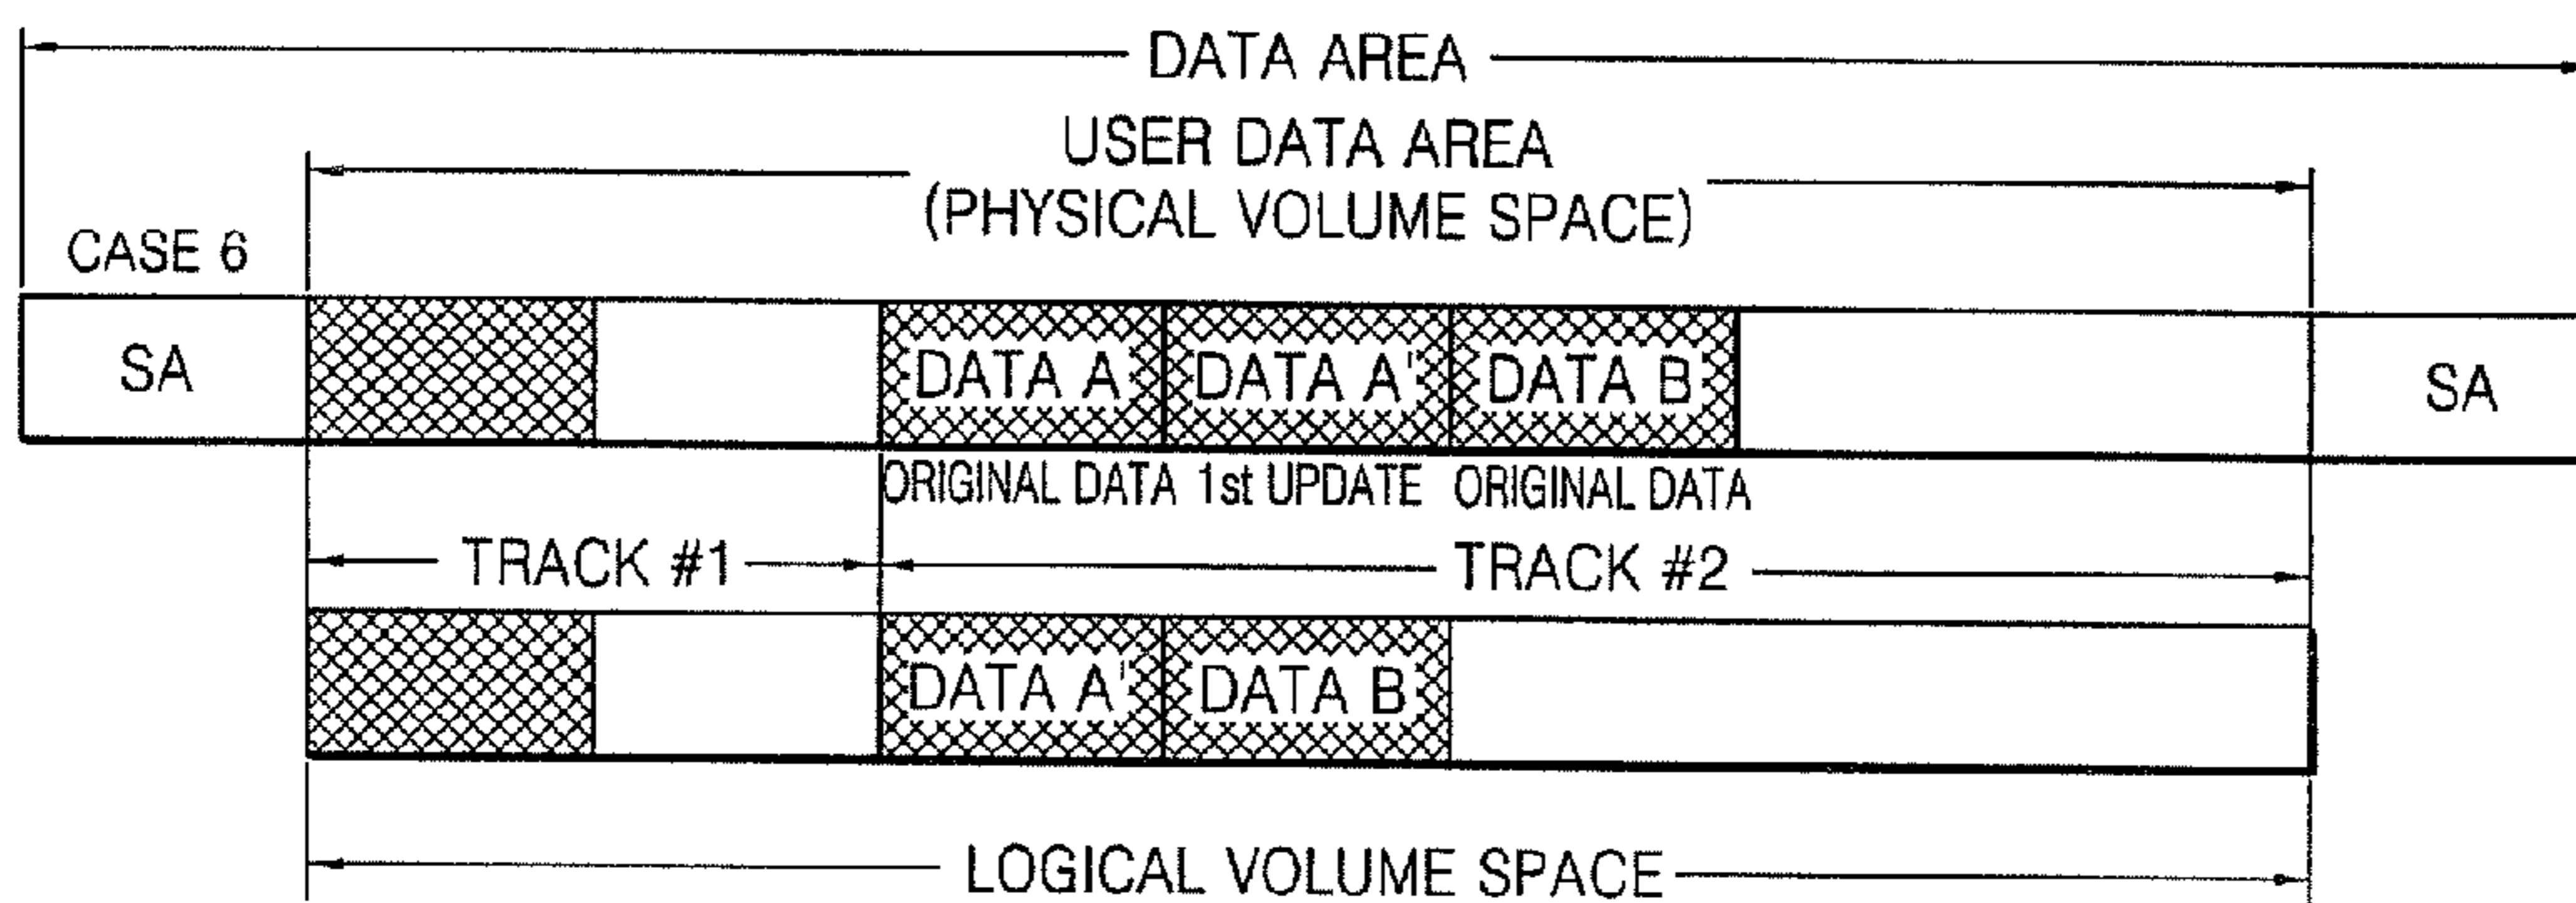 DATA AREA
USER DATA AREA
(PHYSICAL VOLUME SPACE)
CASE 6
SA DATA A DATA A' DATA B SA
ORIGINAL DATA 1st UPDATE ORIGINAL DATA
TRACK #1 TRACK #2
DATA A' DATA B
LOGICAL VOLUME SPACE